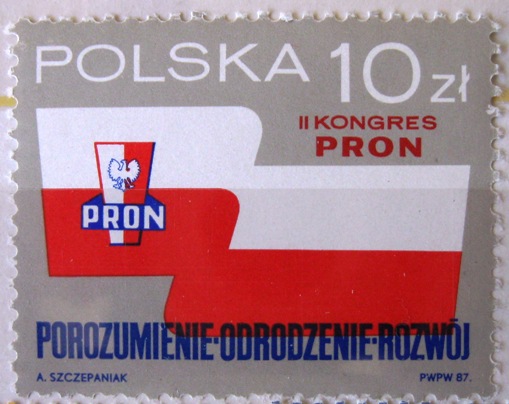 POLSKA 10 zł
II KONGRES
PRON
PRON
POROZUMIENIE·ODRODZENIE·ROZWÓJ
A. SZCZEPANIAK PWPW 87.